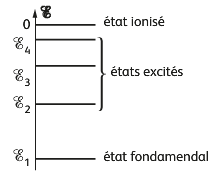 ℰ
0 état ionisé
ℰ4
états excités
ℰ3
ℰ2
ℰ1 état fondamendal